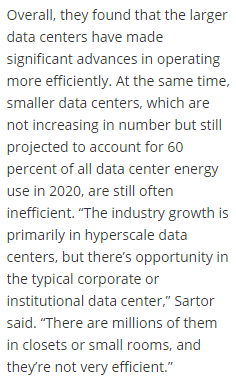 Overall, they found that the larger
data centers have made
significant advances in operating
more efficiently. At the same time,
smaller data centers, which are
not increasing in number but still
projected to account for 60
percent of all data center energy
use in 2020, are still often
inefficient. “The industry growth is
primarily in hyperscale data
centers, but there’s opportunity in
the typical corporate or
institutional data center,” Sartor
said. “There are millions of them
in closets or small rooms, and
they’re not very efficient.”